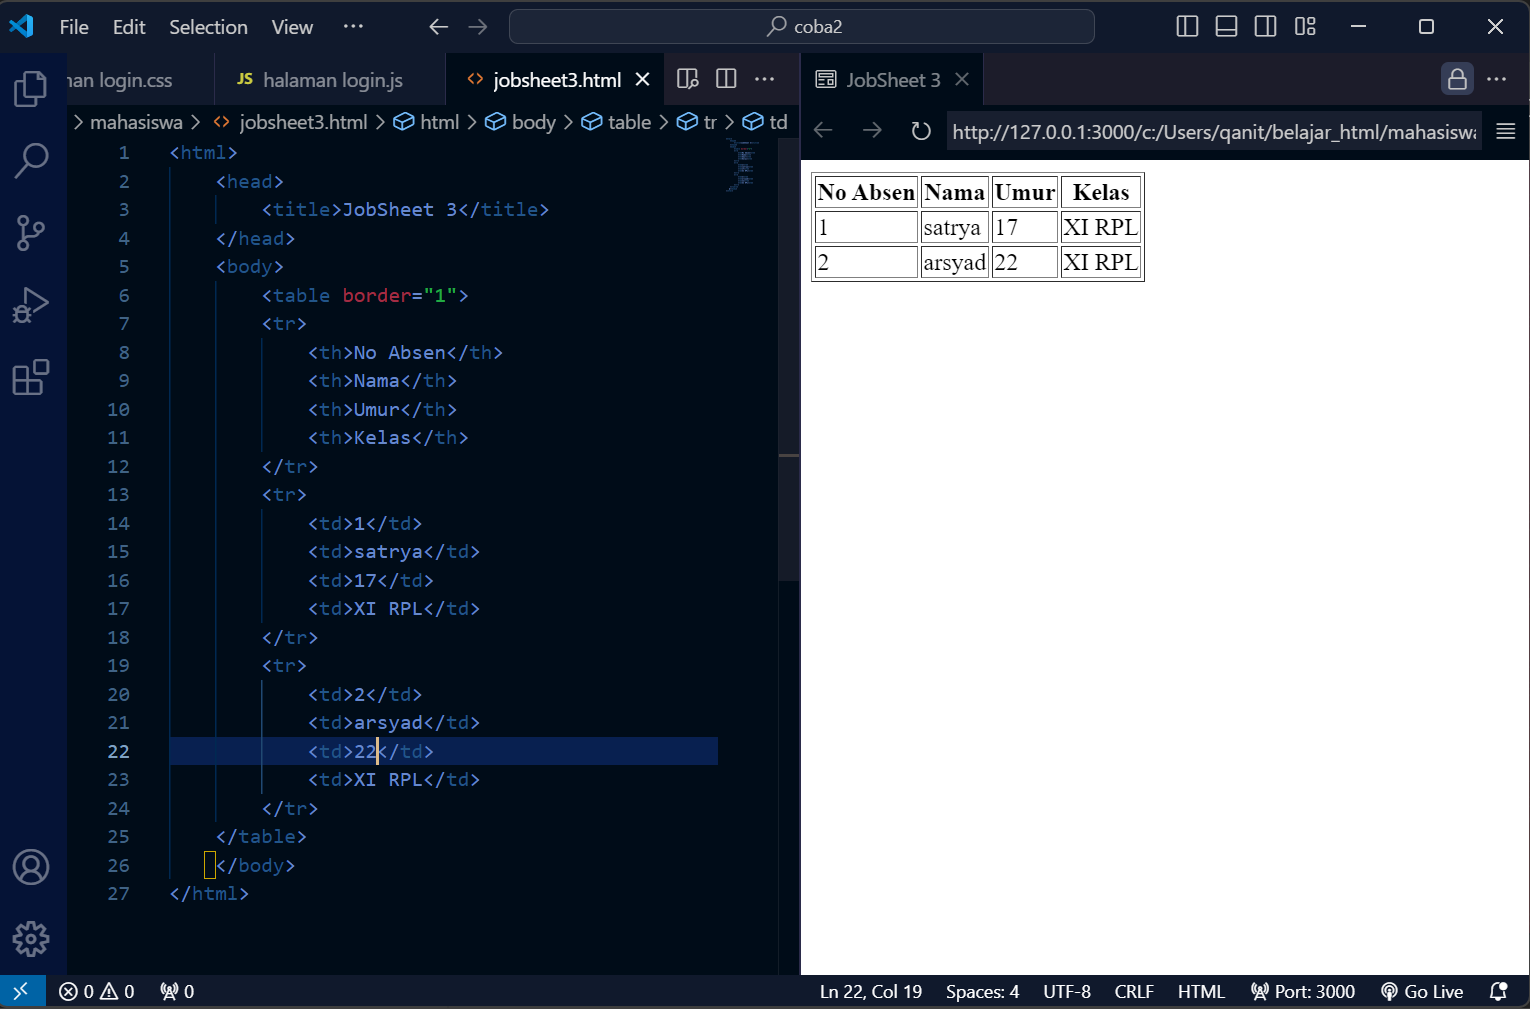 File Edit Selection View ··· coba2
man login.css JS halaman login.js <> jobsheet3.html
> mahasiswa > <> jobsheet3.html > html > body > table > tr > td
1 <html>
2 <head>
3 <title>JobSheet 3</title>
4 </head>
5 <body>
6 <table border="1">
7 <tr>
8 <th>No Absen</th>
9 <th>Nama</th>
10 <th>Umur</th>
11 <th>Kelas</th>
12 </tr>
13 <tr>
14 <td>1</td>
15 <td>satrya</td>
16 <td>17</td>
17 <td>XI RPL</td>
18 </tr>
19 <tr>
20 <td>2</td>
21 <td>arsyad</td>
22 <td>22</td>
23 <td>XI RPL</td>
24 </tr>
25 </table>
26 </body>
27 </html>
JobSheet 3
http://127.0.0.1:3000/c:/Users/qanit/belajar_html/mahasiswa
No Absen Nama Umur Kelas
1 satrya 17 XI RPL
2 arsyad 22 XI RPL
0 0 0 Ln 22, Col 19 Spaces: 4 UTF-8 CRLF HTML Port: 3000 Go Live